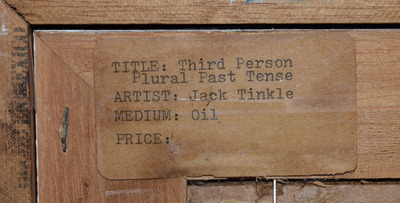 TITLE: Third Person
Plural Past Tense
ARTIST: Jack Tinkle
MEDIUM: Oil
PRICE: